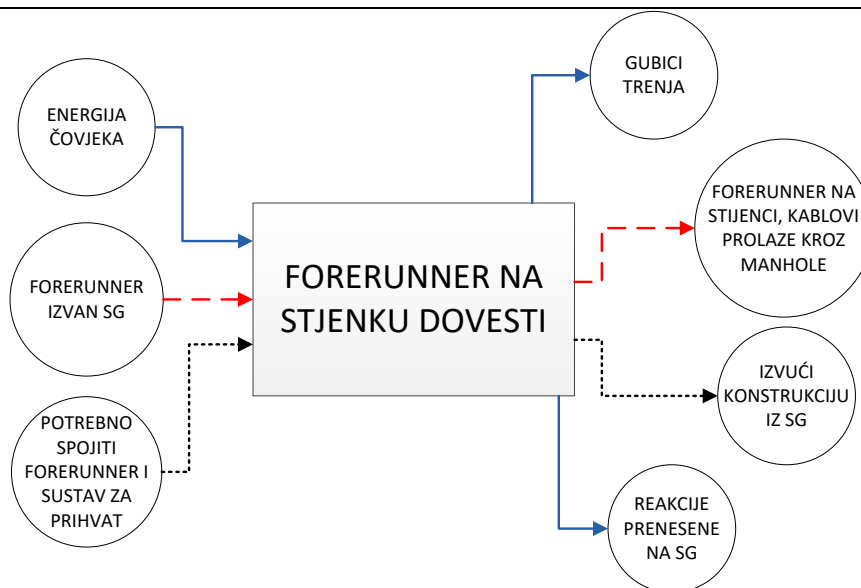 ENERGIJA
ČOVJEKA
FORERUNNER
IZVAN SG
POTREBNO
SPOJITI
FORERUNNER I
SUSTAV ZA
PRIHVAT
FORERUNNER NA
STJENKU DOVESTI
GUBICI
TRENJA
FORERUNNER NA
STIJENCI, KABLOVI
PROLAZE KROZ
MANHOLE
IZVUĆI
KONSTRUKCIJU
IZ SG
REAKCIJE
PRENESENE
NA SG